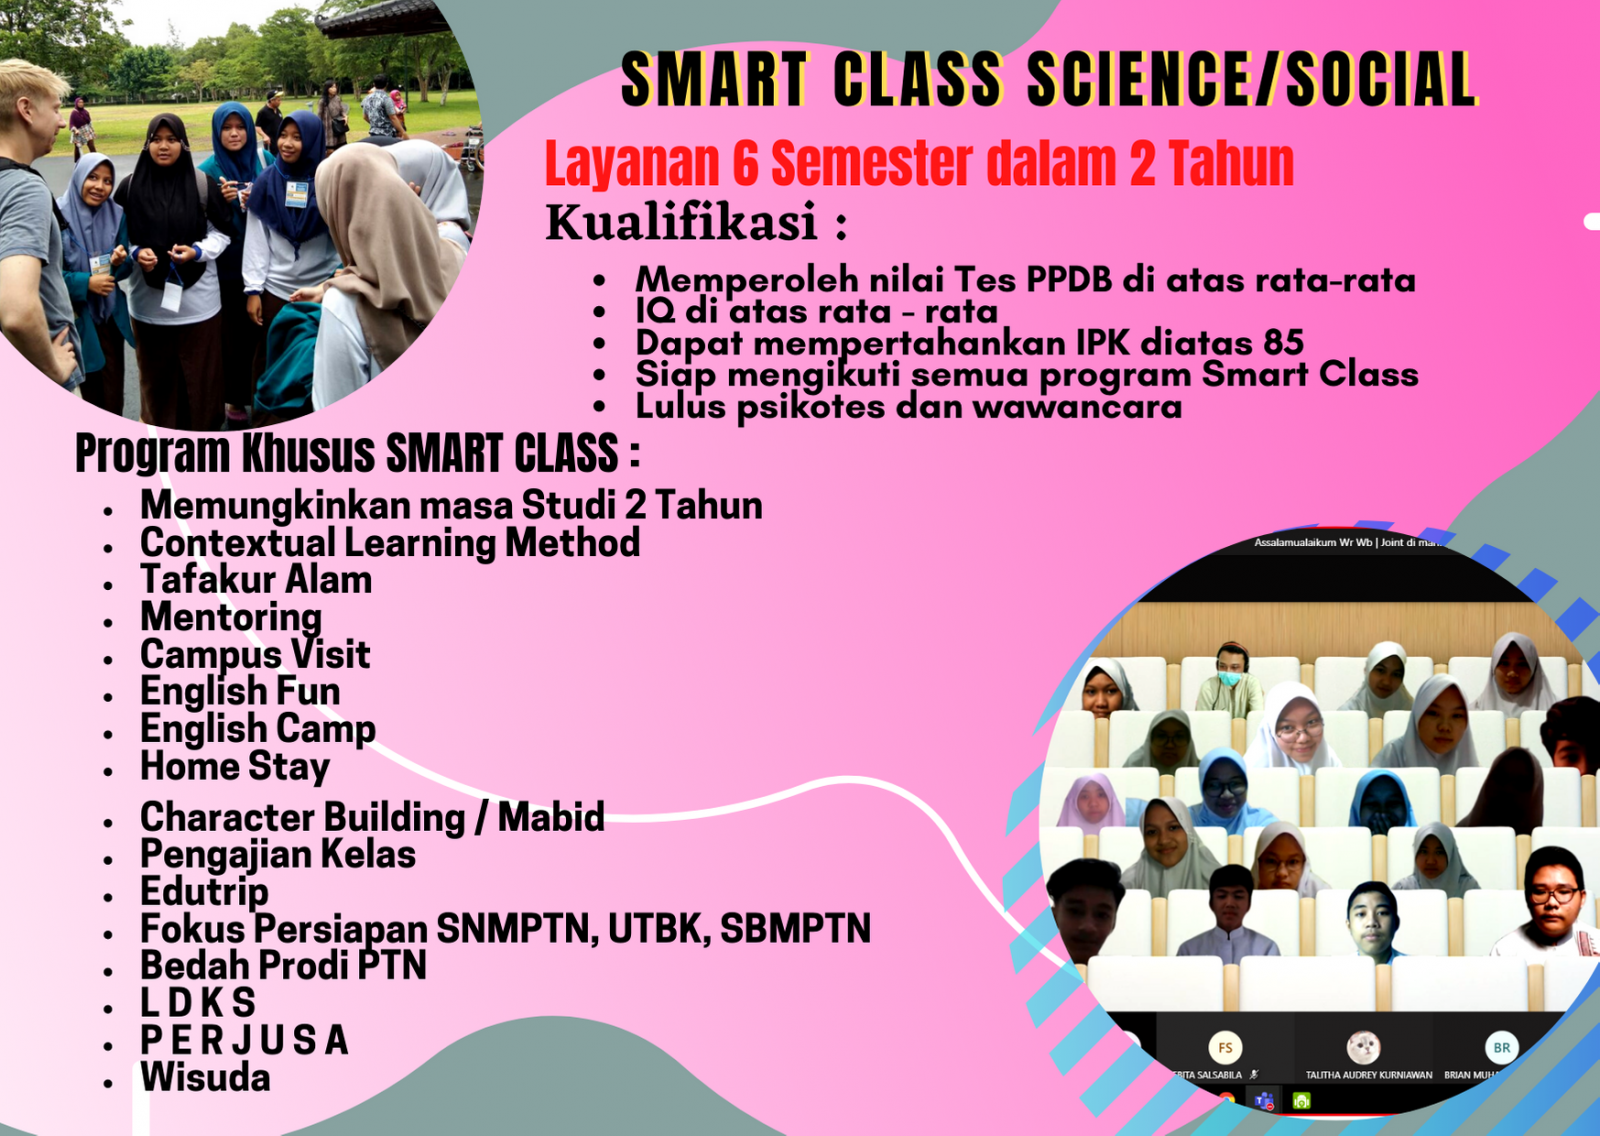 SMART CLASS SCIENCE/SOCIAL
Layanan 6 Semester dalam 2 Tahun
Kualifikasi :
Memperoleh nilai Tes PPDB di atas rata-rata
IQ di atas rata - rata
Dapat mempertahankan IPK diatas 85
Siap mengikuti semua program Smart Class
Lulus psikotes dan wawancara
Program Khusus SMART CLASS :
Memungkinkan masa Studi 2 Tahun
Contextual Learning Method
Tafakur Alam
Mentoring
Campus Visit
English Fun
English Camp
Home Stay
Character Building / Mabid
Pengajian Kelas
Edutrip
Fokus Persiapan SNMPTN, UTBK, SBMPTN
Bedah Prodi PTN
L D K S
P E R J U S A
Wisuda
Assalamualaikum Wr Wb | Joint di
FS
BR
SALSABILA
TALITHA AUDREY KURNIAWAN
BRIAN